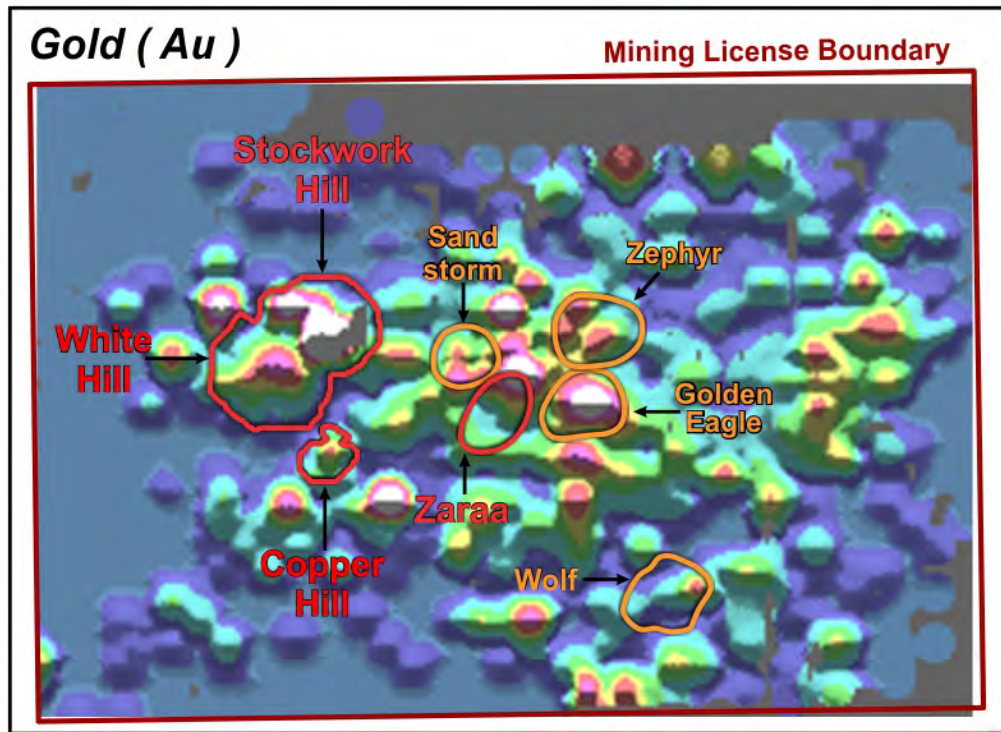 Gold ( Au )
Mining License Boundary
Stockwork
Hill
Sand
storm
Zephyr
White
Hill
Golden
Eagle
Zaraa
Copper
Hill
Wolf